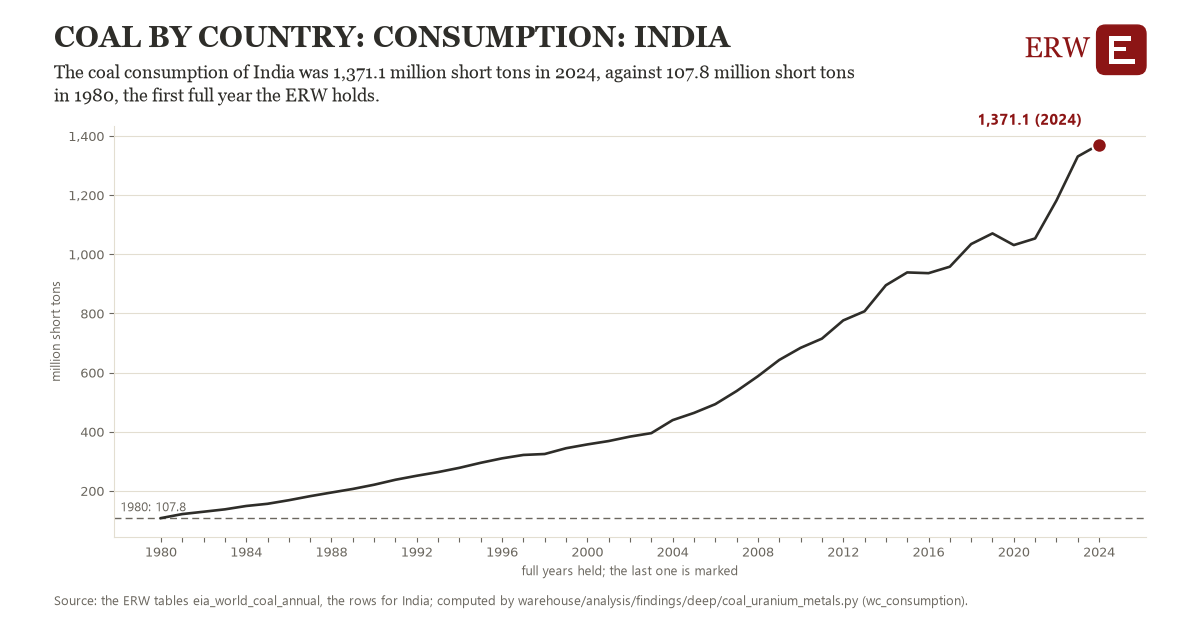 COAL BY COUNTRY: CONSUMPTION: INDIA
ERW E
The coal consumption of India was 1,371.1 million short tons in 2024, against 107.8 million short tons
in 1980, the first full year the ERW holds.
1,371.1 (2024)
1,400
1,200
1,000
800
600
400
200
million short tons
1980: 107.8
1980 1984 1988 1992 1996 2000 2004 2008 2012 2016 2020 2024
full years held; the last one is marked
Source: the ERW tables eia_world_coal_annual, the rows for India; computed by warehouse/analysis/findings/deep/coal_uranium_metals.py (wc_consumption).